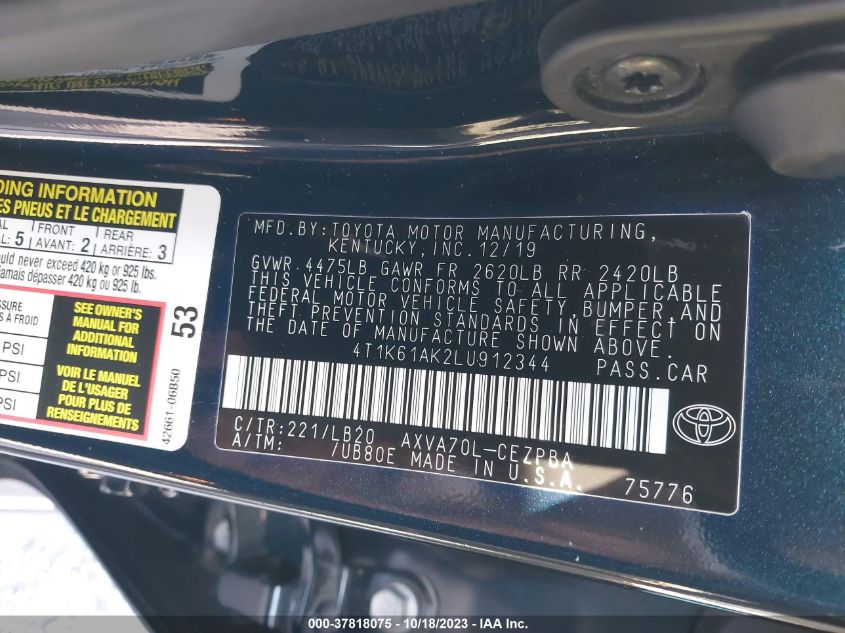 DING INFORMATION
ES PNEUS ET LE CHARGEMENT
AL FRONT REAR
L: 5 AVANT: 2 ARRIÈRE: 3
ould never exceed 420 kg or 925 lbs.
jamais dépasser 420 kg ou 925 lb.
SSURE
S À FROID
PSI
PSI
PSI
SEE OWNER'S
MANUAL FOR
ADDITIONAL
INFORMATION
VOIR LE MANUEL
DE L'USAGER
POUR PLUS DE
RENSEIGNEMENTS
53
42661-06B50
MFD.BY:TOYOTA MOTOR MANUFACTURING,
KENTUCKY,INC.12/19
GVWR 4475LB GAWR FR 2620LB RR 2420LB
THIS VEHICLE CONFORMS TO ALL APPLICABLE
FEDERAL MOTOR VEHICLE SAFETY,BUMPER,AND
THEFT PREVENTION STANDARDS IN EFFECT ON
THE DATE OF MANUFACTURE SHOWN ABOVE.
4T1K61AK2LU912344 PASS.CAR
C/TR:221/LB20 AXVA70L-CEZPBA
A/TM: /UB80E MADE IN U.S.A.
75776
000-37818075 - 10/18/2023 - IAA Inc.